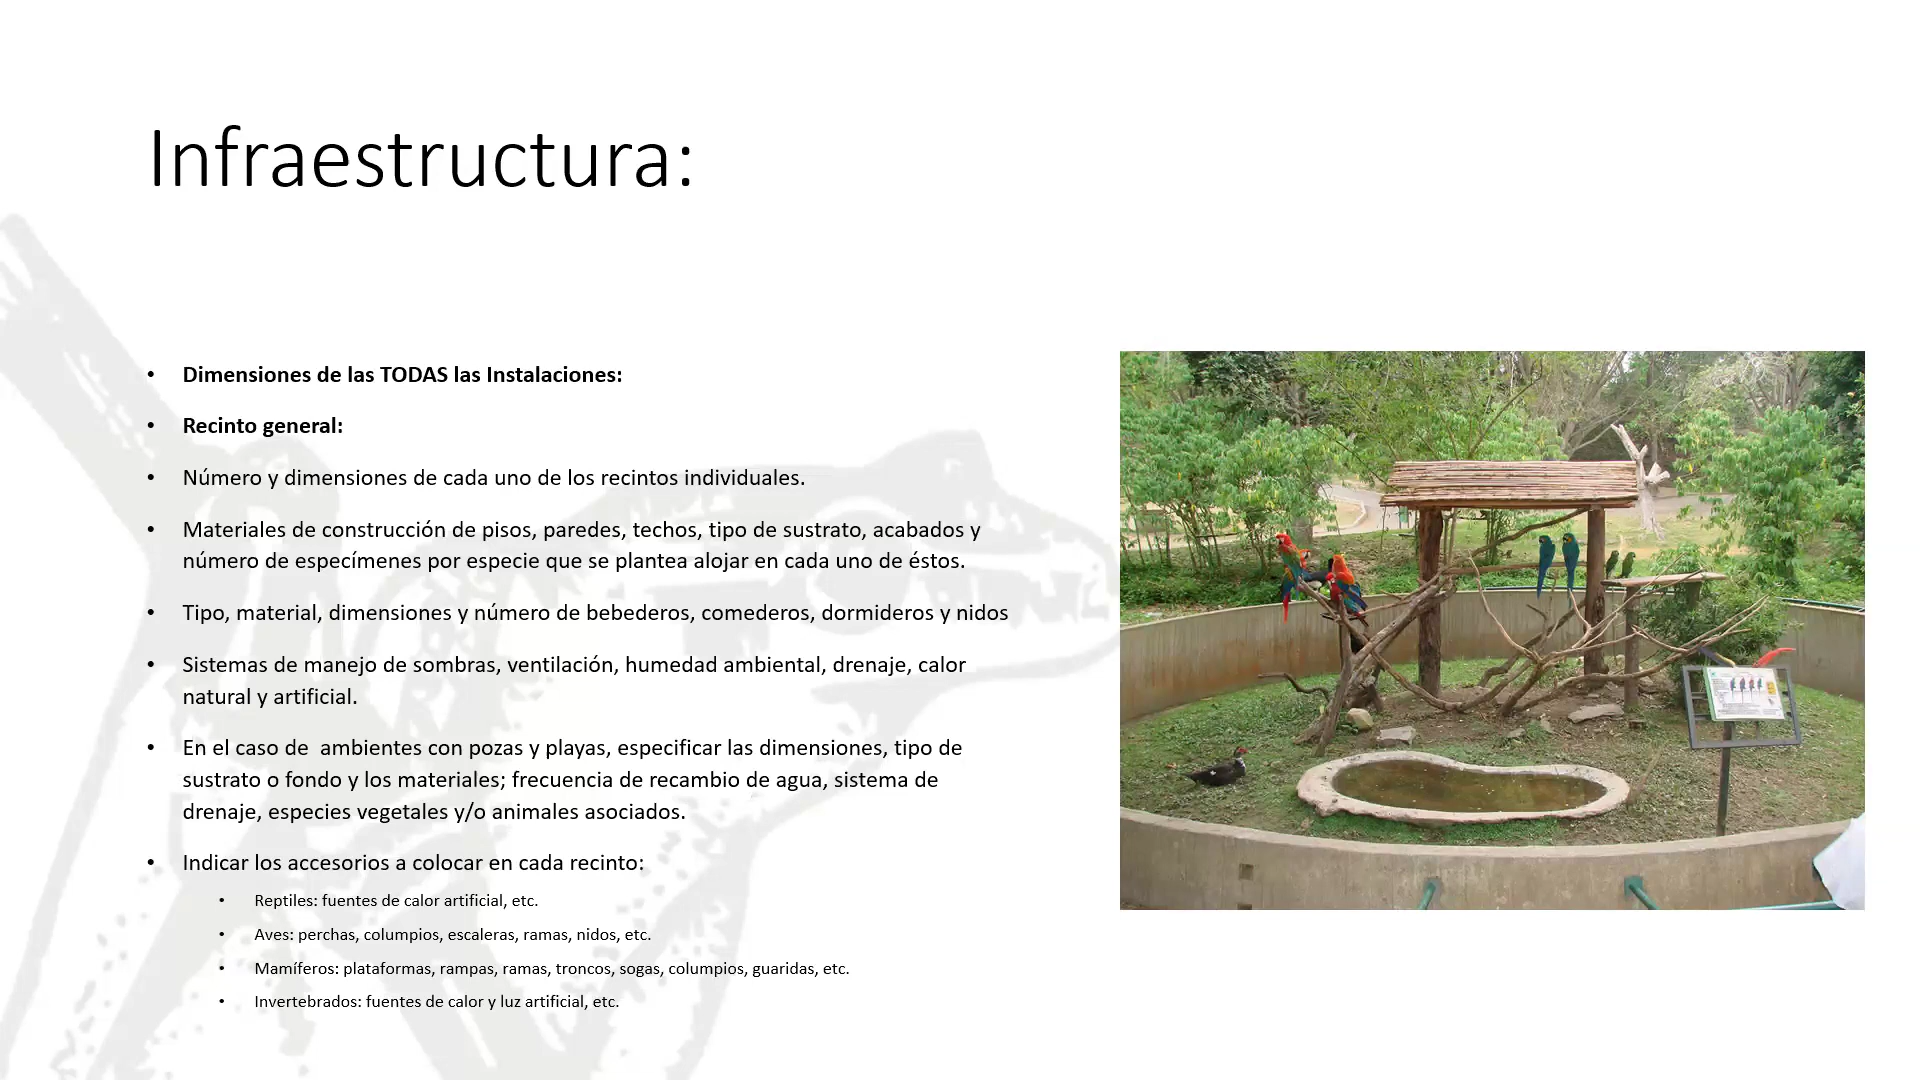 Infraestructura:
• Dimensiones de las TODAS las Instalaciones:
• Recinto general:
• Número y dimensiones de cada uno de los recintos individuales.
• Materiales de construcción de pisos, paredes, techos, tipo de sustrato, acabados y
número de especímenes por especie que se plantea alojar en cada uno de éstos.
• Tipo, material, dimensiones y número de bebederos, comederos, dormideros y nidos
• Sistemas de manejo de sombras, ventilación, humedad ambiental, drenaje, calor
natural y artificial.
• En el caso de  ambientes con pozas y playas, especificar las dimensiones, tipo de
sustrato o fondo y los materiales; frecuencia de recambio de agua, sistema de
drenaje, especies vegetales y/o animales asociados.
• Indicar los accesorios a colocar en cada recinto:
• Reptiles: fuentes de calor artificial, etc.
• Aves: perchas, columpios, escaleras, ramas, nidos, etc.
• Mamíferos: plataformas, rampas, ramas, troncos, sogas, columpios, guaridas, etc.
• Invertebrados: fuentes de calor y luz artificial, etc.